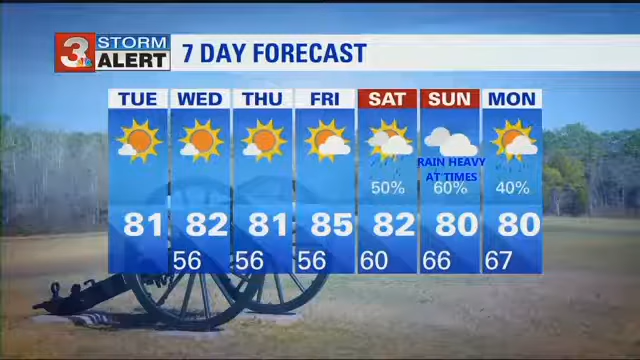 3 STORM ALERT 7 DAY FORECAST
TUE WED THU FRI SAT SUN MON
RAIN HEAVY
AT TIMES
50% 60% 40%
81 82 81 85 82 80 80
56 56 56 60 66 67